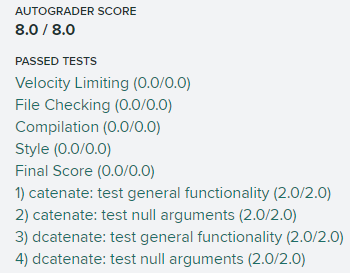 AUTOGRADER SCORE
8.0 / 8.0
PASSED TESTS
Velocity Limiting (0.0/0.0)
File Checking (0.0/0.0)
Compilation (0.0/0.0)
Style (0.0/0.0)
Final Score (0.0/0.0)
1) catenate: test general functionality (2.0/2.0)
2) catenate: test null arguments (2.0/2.0)
3) dcatenate: test general functionality (2.0/2.0)
4) dcatenate: test null arguments (2.0/2.0)